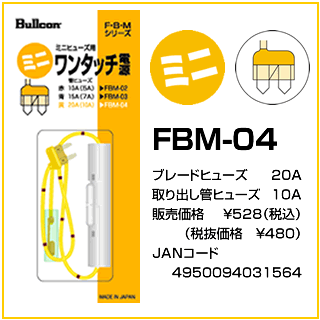 Bullcon®
F-B-M
シリーズ
ミニヒューズ用
ミニ
ワンタッチ電源
管ヒューズ
赤 10A(5A) ▶FBM-02
青 15A(7A) ▶FBM-03
黄 20A(10A) ▶FBM-04
MADE IN JAPAN
ミニ
FBM-04
ブレードヒューズ 20A
取り出し管ヒューズ 10A
販売価格 ¥528(税込)
(税抜価格 ¥480)
JANコード
4950094031564